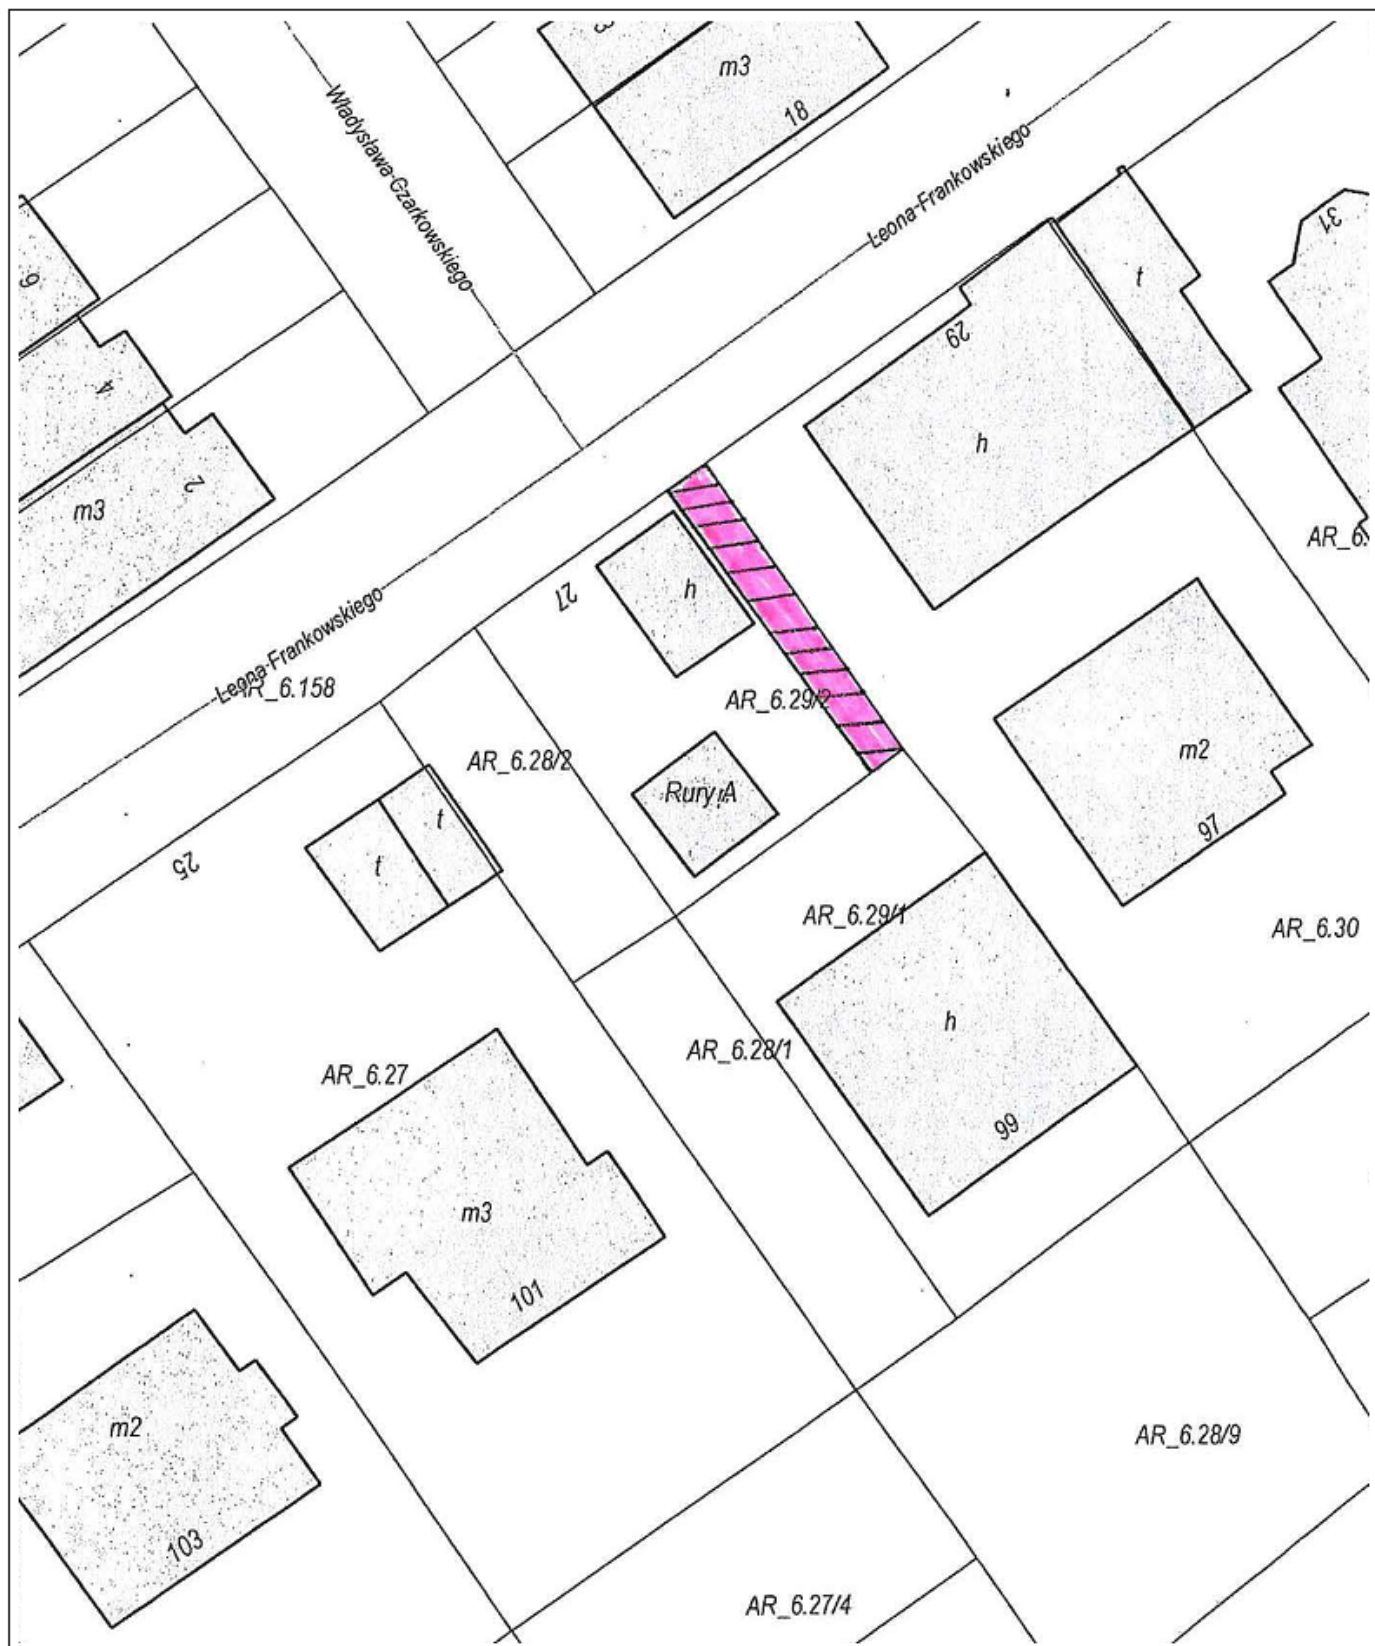 3
m3
18
Władysława Czarkowskiego
Leona Frankowskiego
31
6
t
4
29
h
m3
2
AR_6.
27
h
Leona Frankowskiego
AR_6.158
AR_6.29/2
AR_6.28/2
m2
Rury A
97
t
t
25
AR_6.29/1
AR_6.30
h
AR_6.28/1
AR_6.27
99
m3
101
m2
AR_6.28/9
103
AR_6.27/4